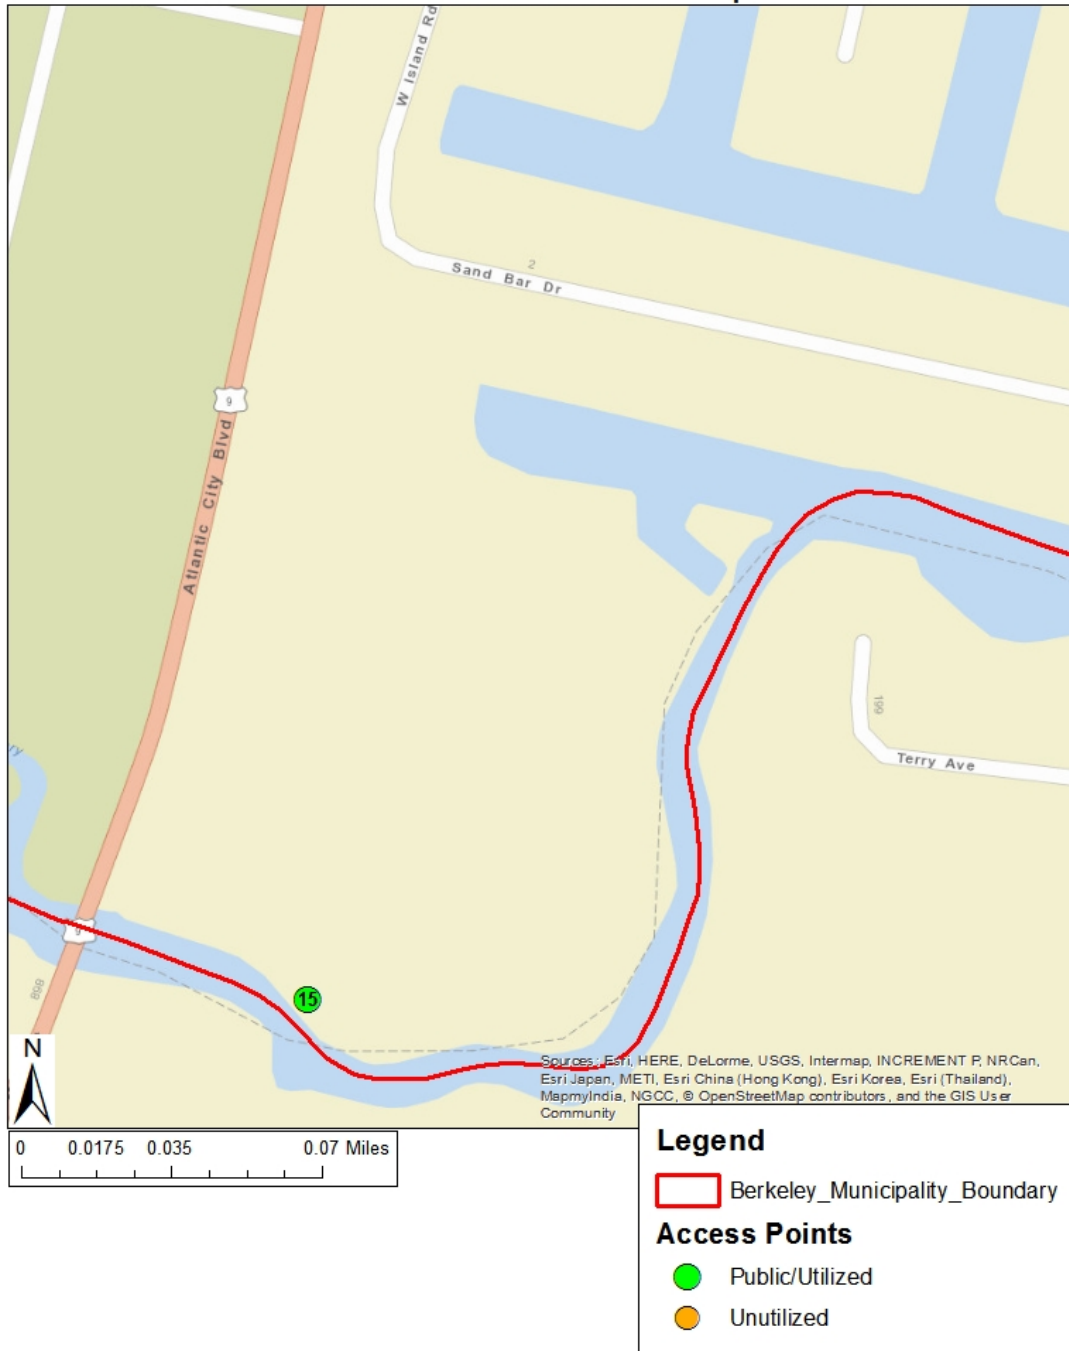 W Island Rd
2
Sand Bar Dr
9
Atlantic City Blvd
199
Terry Ave
9
898
15
N
Sources: Esri, HERE, DeLorme, USGS, Intermap, INCREMENT P, NRCan,
Esri Japan, METI, Esri China (Hong Kong), Esri Korea, Esri (Thailand),
MapmyIndia, NGCC, © OpenStreetMap contributors, and the GIS User
Community
0 0.0175 0.035 0.07 Miles
Legend
Berkeley_Municipality_Boundary
Access Points
Public/Utilized
Unutilized